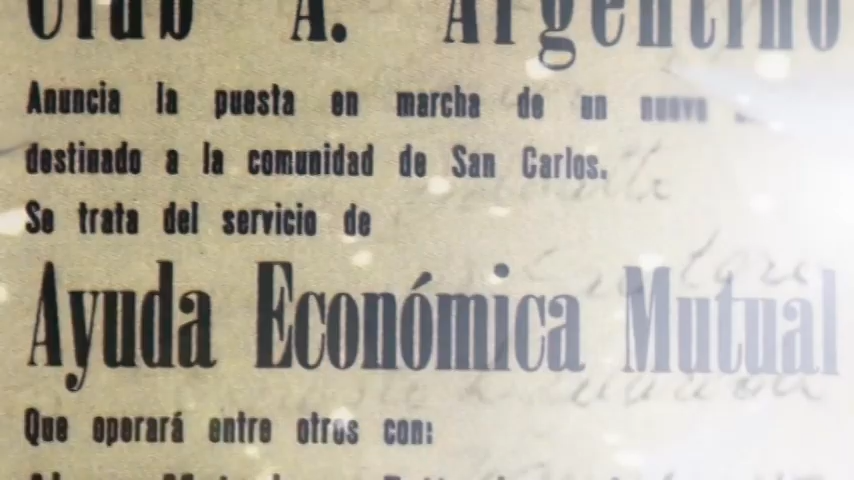 Club A. Argentino
Anuncia la puesta en marcha de un nuevo
destinado a la comunidad de San Carlos.
Se trata del servicio de
Ayuda Económica Mutual
Que operará entre otros con: